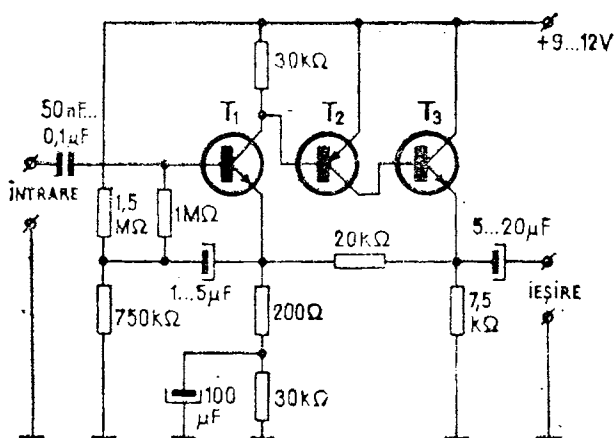 +9...12V
30kΩ
T₁
T₂
T₃
50nF...
0,1µF
ÎNTRARE
1,5
MΩ
1MΩ
20kΩ
5...20µF
1...5µF
IEŞIRE
750kΩ
200Ω
7,5
kΩ
100
µF
30kΩ